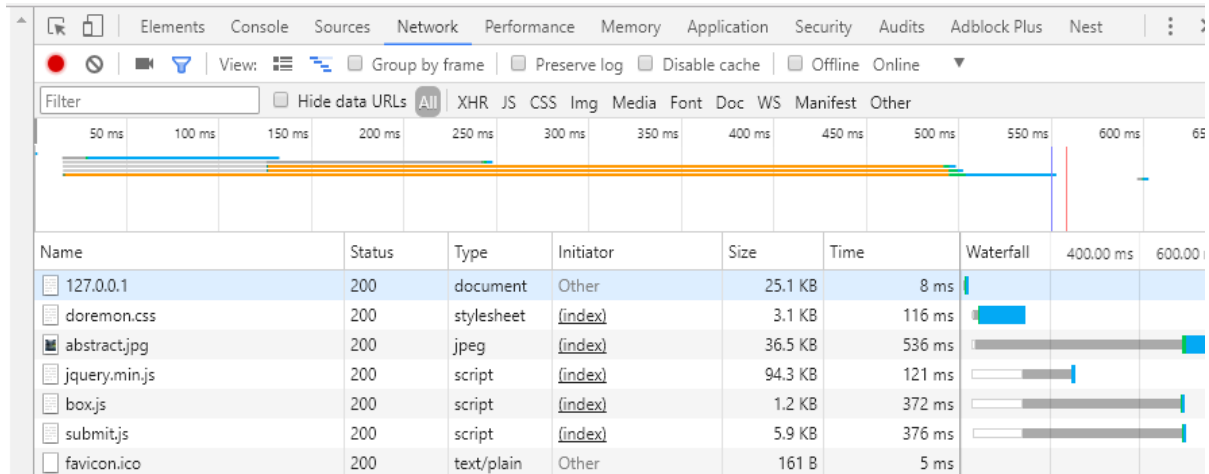 Elements Console Sources Network Performance Memory Application Security Audits Adblock Plus Nest
View: Group by frame Preserve log Disable cache Offline Online
Filter Hide data URLs All XHR JS CSS Img Media Font Doc WS Manifest Other
50 ms 100 ms 150 ms 200 ms 250 ms 300 ms 350 ms 400 ms 450 ms 500 ms 550 ms 600 ms 65
Name Status Type Initiator Size Time Waterfall 400.00 ms 600.00
127.0.0.1 200 document Other 25.1 KB 8 ms
doremon.css 200 stylesheet (index) 3.1 KB 116 ms
abstract.jpg 200 jpeg (index) 36.5 KB 536 ms
jquery.min.js 200 script (index) 94.3 KB 121 ms
box.js 200 script (index) 1.2 KB 372 ms
submit.js 200 script (index) 5.9 KB 376 ms
favicon.ico 200 text/plain Other 161 B 5 ms